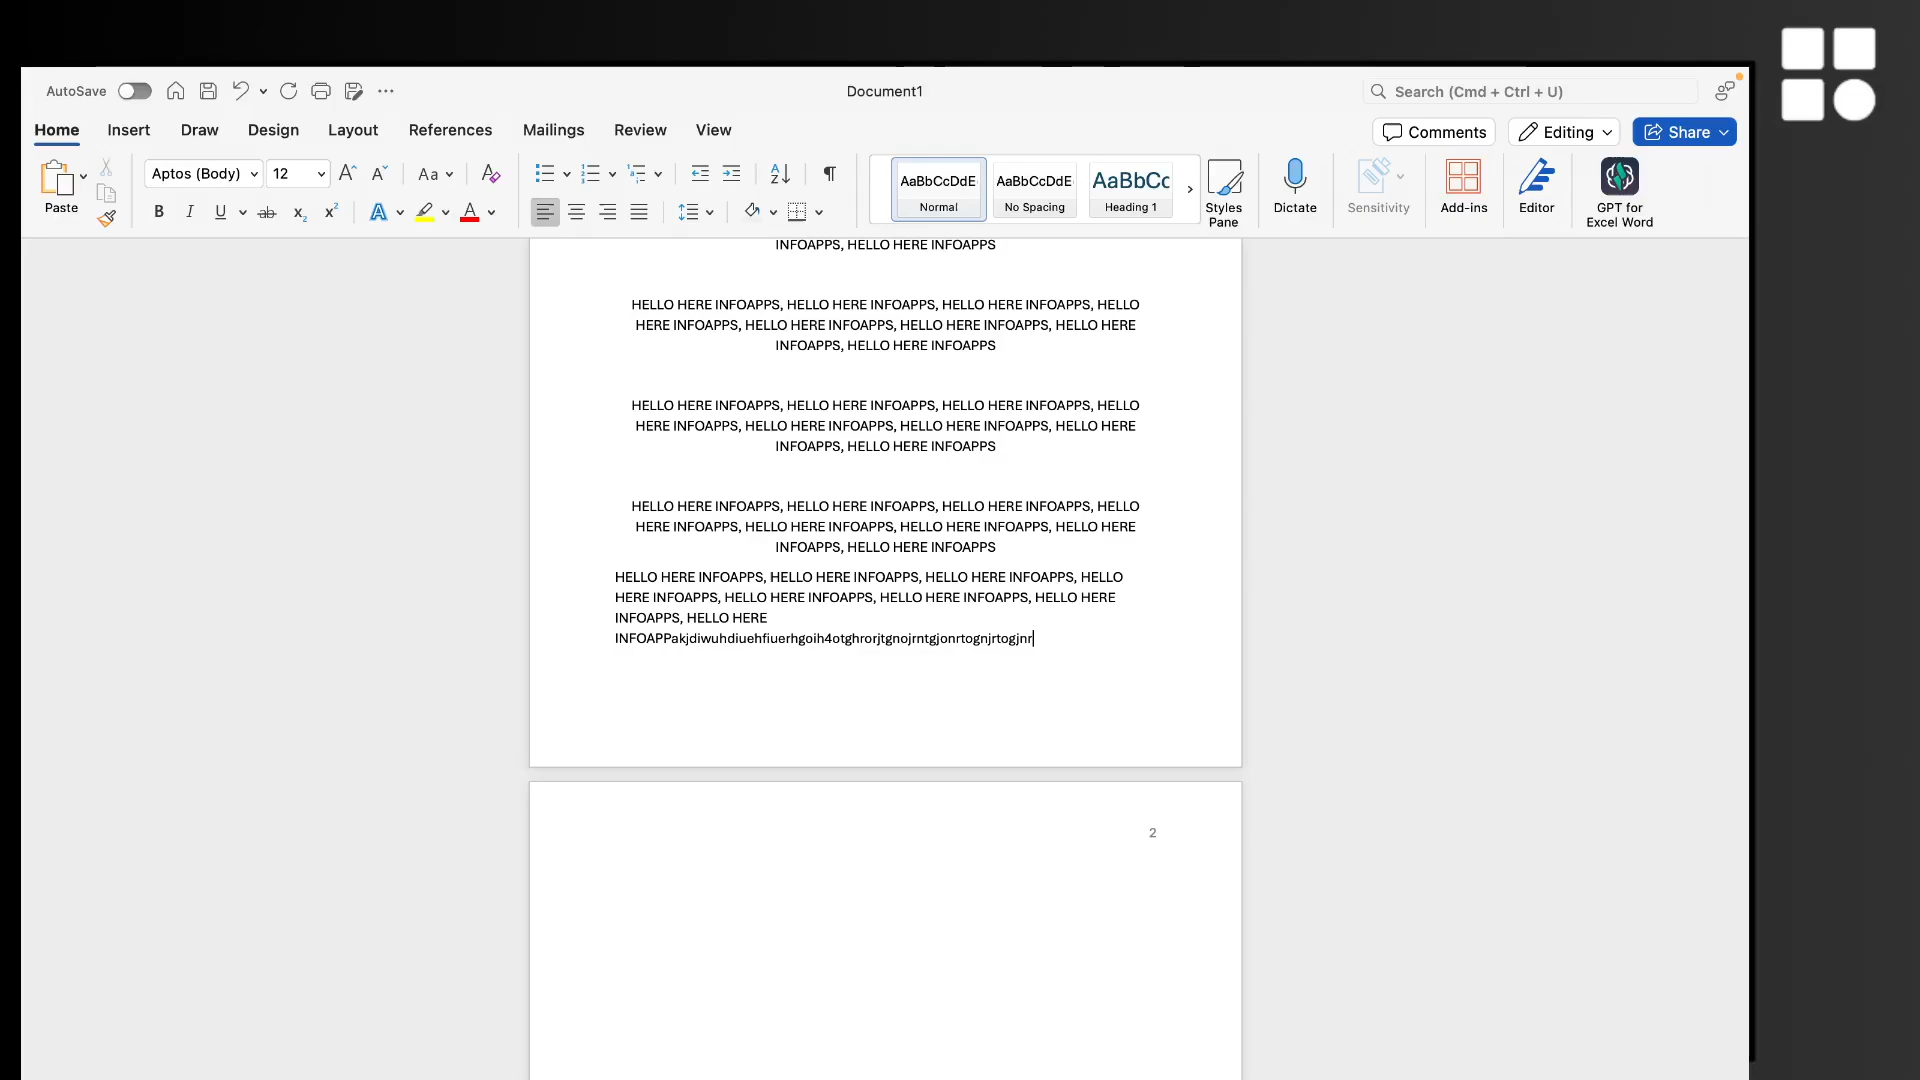 AutoSave
Document1
Search (Cmd + Ctrl + U)
Home Insert Draw Design Layout References Mailings Review View
Comments Editing Share
Paste
Aptos (Body) 12
Aa
B I U ab x₂ x² A A
AaBbCcDdE AaBbCcDdE AaBbCc
Normal No Spacing Heading 1
Styles Pane
Dictate
Sensitivity
Add-ins
Editor
GPT for Excel Word
INFOAPPS, HELLO HERE INFOAPPS
HELLO HERE INFOAPPS, HELLO HERE INFOAPPS, HELLO HERE INFOAPPS, HELLO
HERE INFOAPPS, HELLO HERE INFOAPPS, HELLO HERE INFOAPPS, HELLO HERE
INFOAPPS, HELLO HERE INFOAPPS
HELLO HERE INFOAPPS, HELLO HERE INFOAPPS, HELLO HERE INFOAPPS, HELLO
HERE INFOAPPS, HELLO HERE INFOAPPS, HELLO HERE INFOAPPS, HELLO HERE
INFOAPPS, HELLO HERE INFOAPPS
HELLO HERE INFOAPPS, HELLO HERE INFOAPPS, HELLO HERE INFOAPPS, HELLO
HERE INFOAPPS, HELLO HERE INFOAPPS, HELLO HERE INFOAPPS, HELLO HERE
INFOAPPS, HELLO HERE INFOAPPS
HELLO HERE INFOAPPS, HELLO HERE INFOAPPS, HELLO HERE INFOAPPS, HELLO
HERE INFOAPPS, HELLO HERE INFOAPPS, HELLO HERE INFOAPPS, HELLO HERE
INFOAPPS, HELLO HERE
INFOAPPakjdiwuhdiuehfiuerhgoih4otghrorjtgnojrntgjonrtognjrtogjnr
2